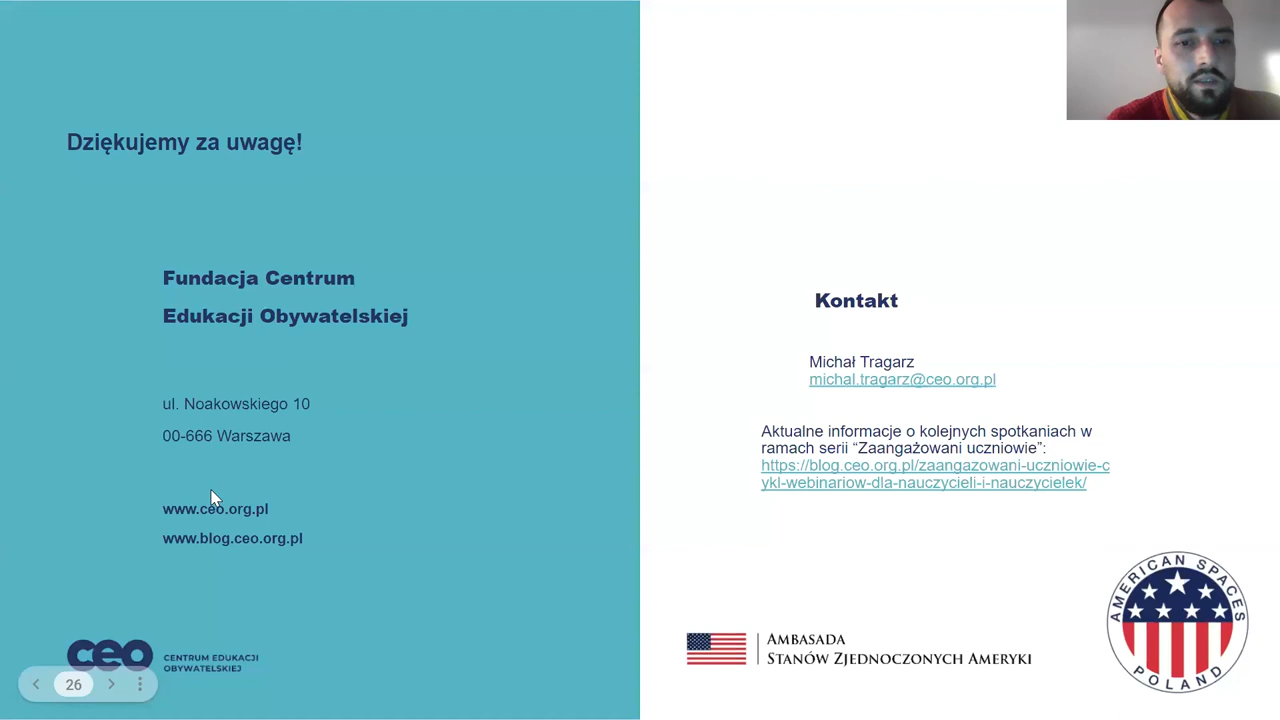 Dziękujemy za uwagę!
Fundacja Centrum
Edukacji Obywatelskiej
ul. Noakowskiego 10
00-666 Warszawa
www.ceo.org.pl
www.blog.ceo.org.pl
ceo CENTRUM EDUKACJI
OBYWATELSKIEJ
26
Kontakt
Michał Tragarz
michal.tragarz@ceo.org.pl
Aktualne informacje o kolejnych spotkaniach w
ramach serii “Zaangażowani uczniowie”:
https://blog.ceo.org.pl/zaangazowani-uczniowie-c
ykl-webinariow-dla-nauczycieli-i-nauczycielek/
AMBASADA
STANÓW ZJEDNOCZONYCH AMERYKI
AMERICAN SPACES
POLAND